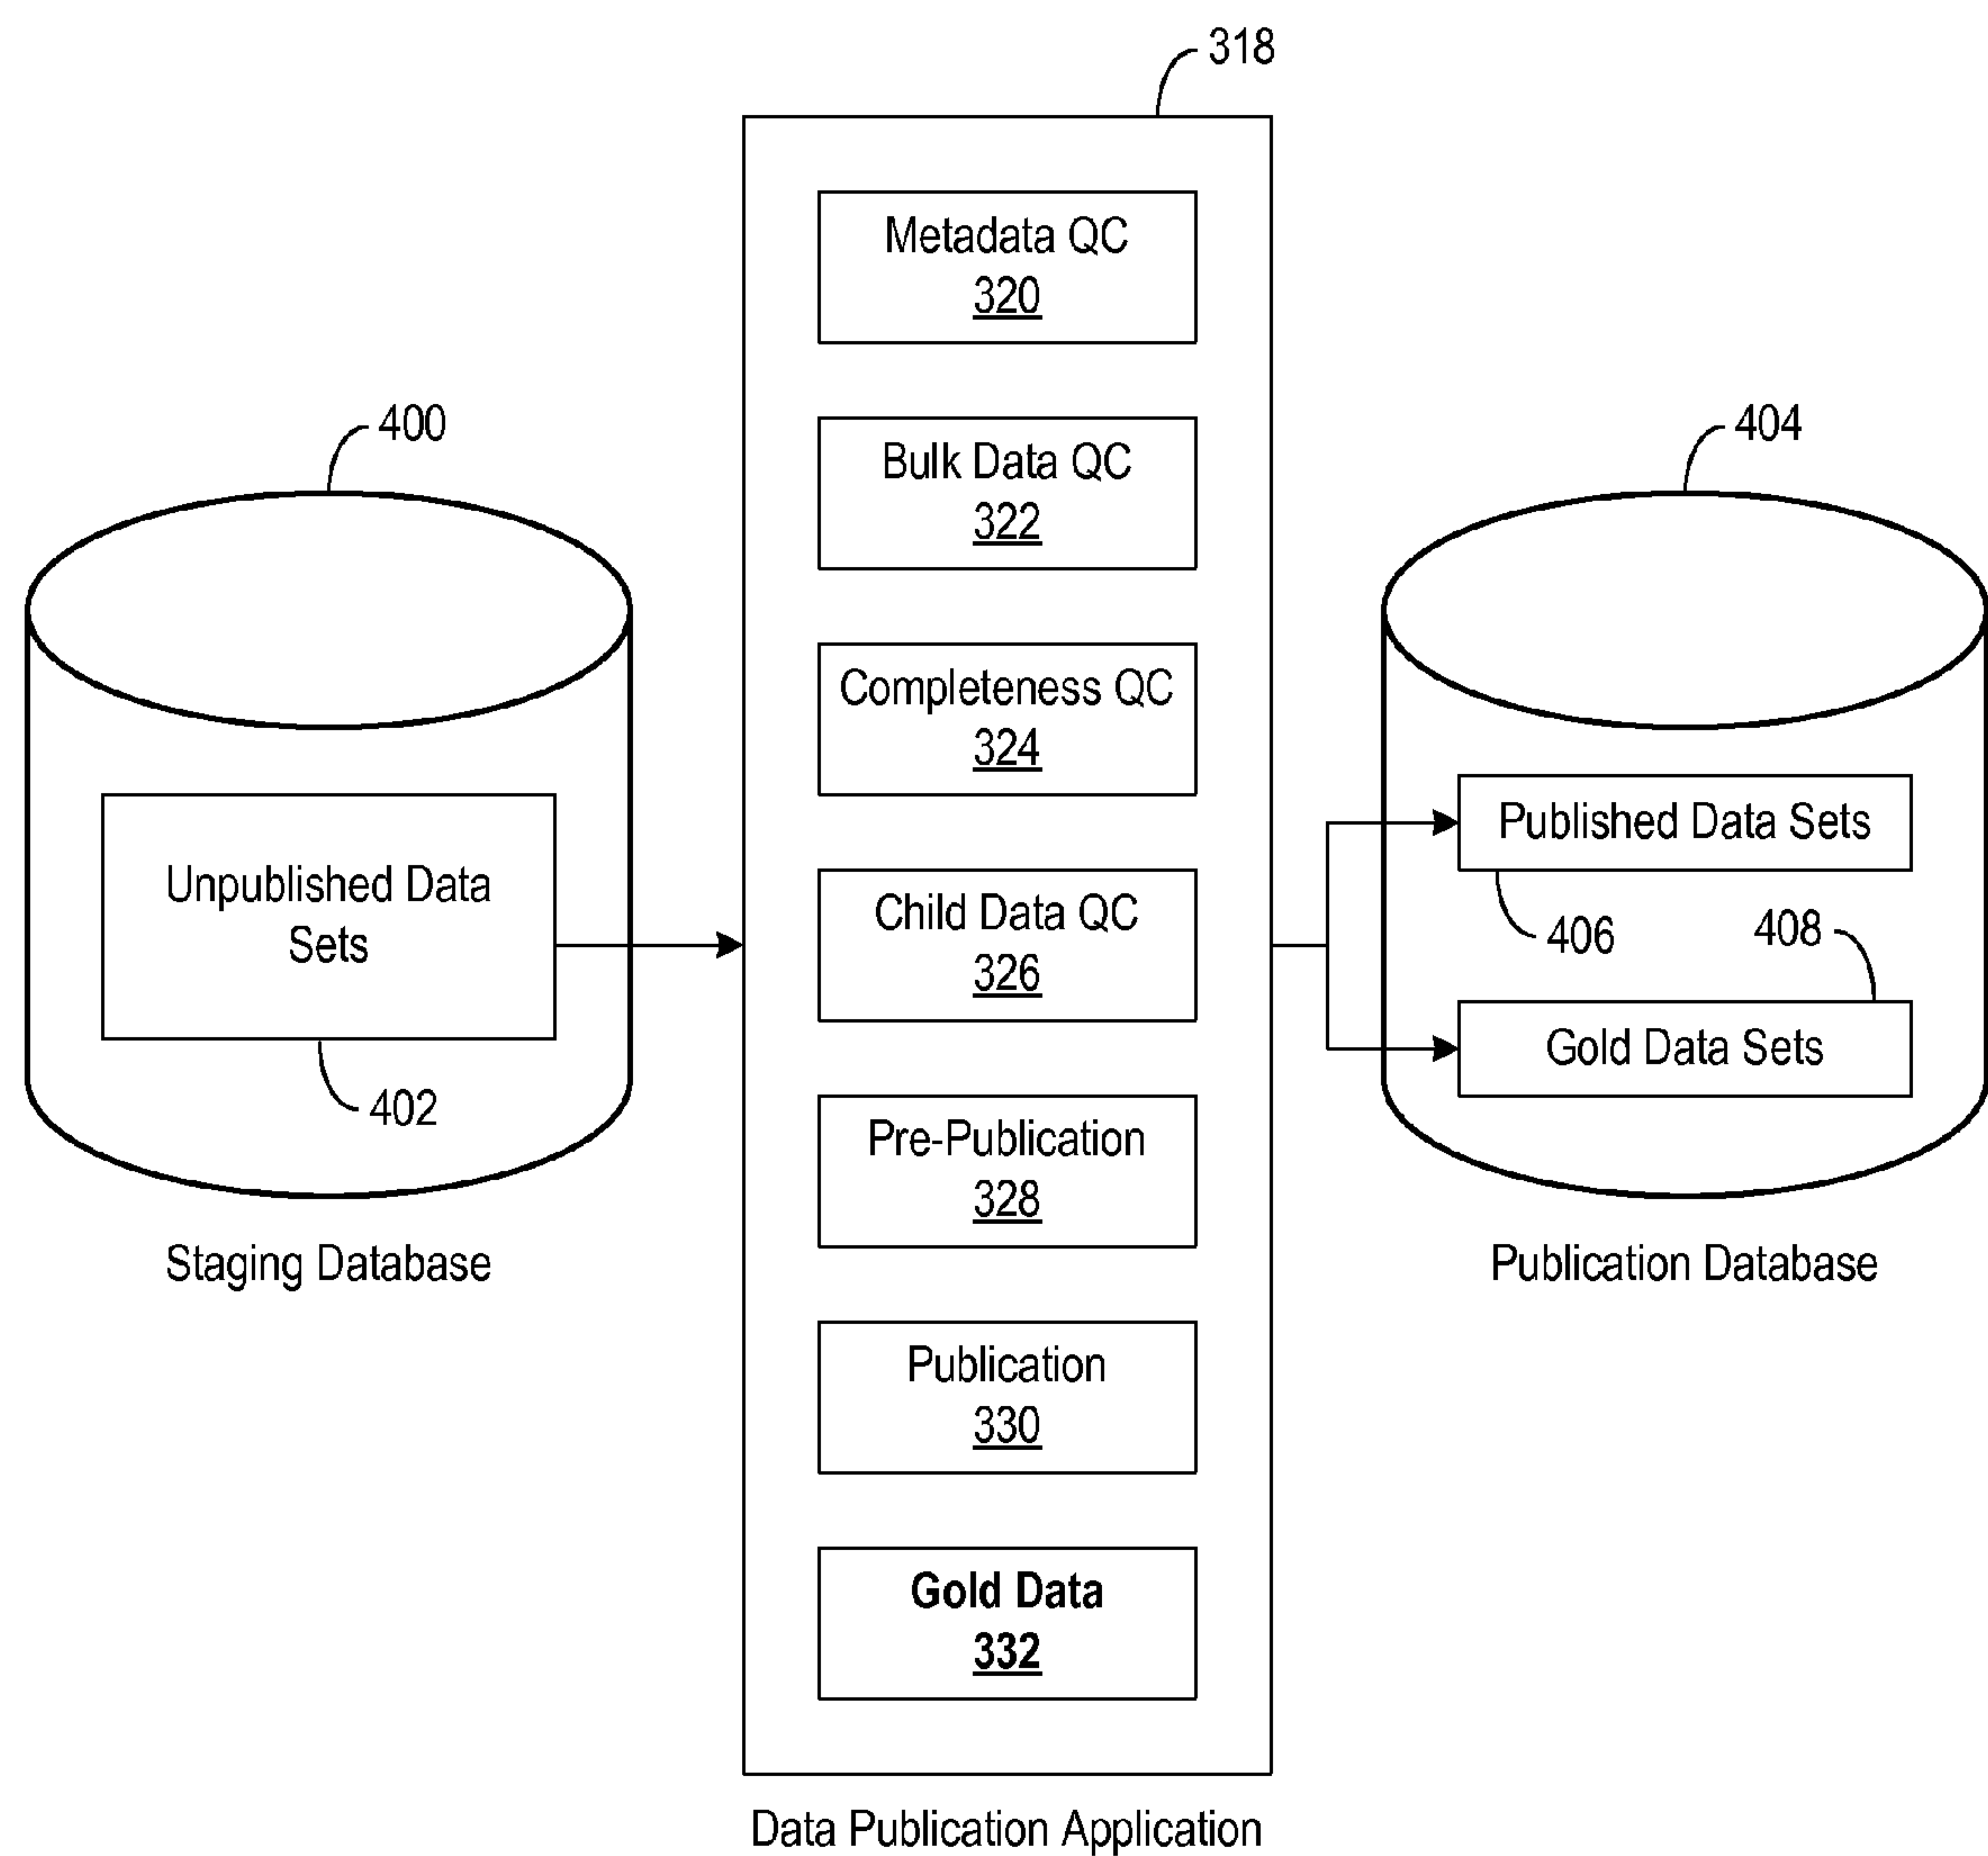 318
Metadata QC
320
Bulk Data QC
322
Completeness QC
324
Child Data QC
326
Pre-Publication
328
Publication
330
Gold Data
332
Data Publication Application
400
Unpublished Data
Sets
402
Staging Database
404
Published Data Sets
406
408
Gold Data Sets
Publication Database